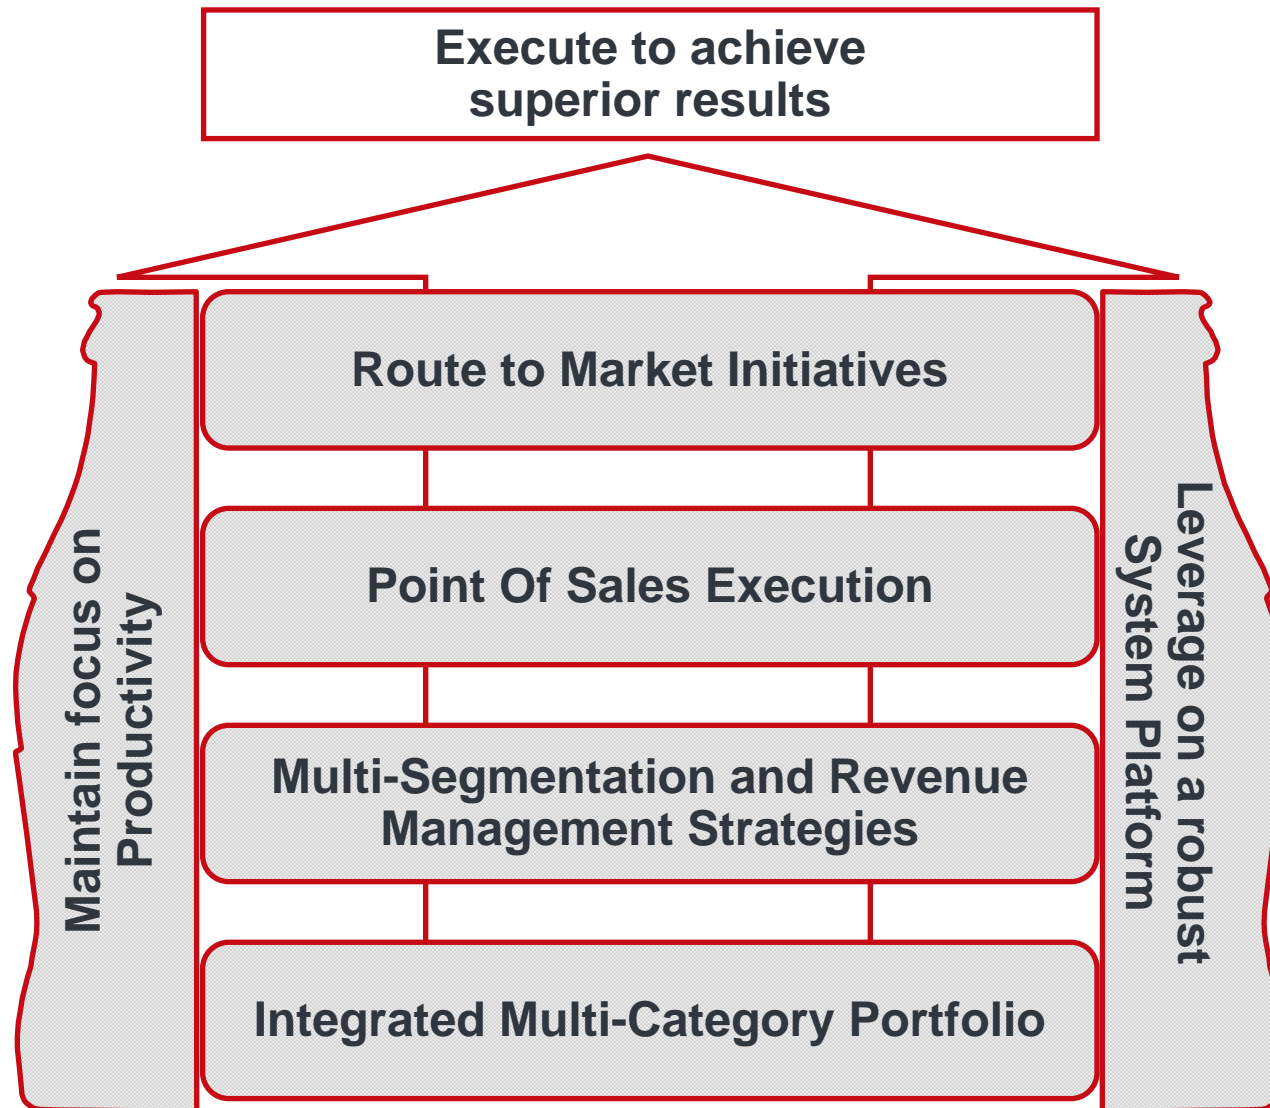 Execute to achieve
superior results
Route to Market Initiatives
Point Of Sales Execution
Multi-Segmentation and Revenue
Management Strategies
Integrated Multi-Category Portfolio
Maintain focus on
Productivity
Leverage on a robust
System Platform